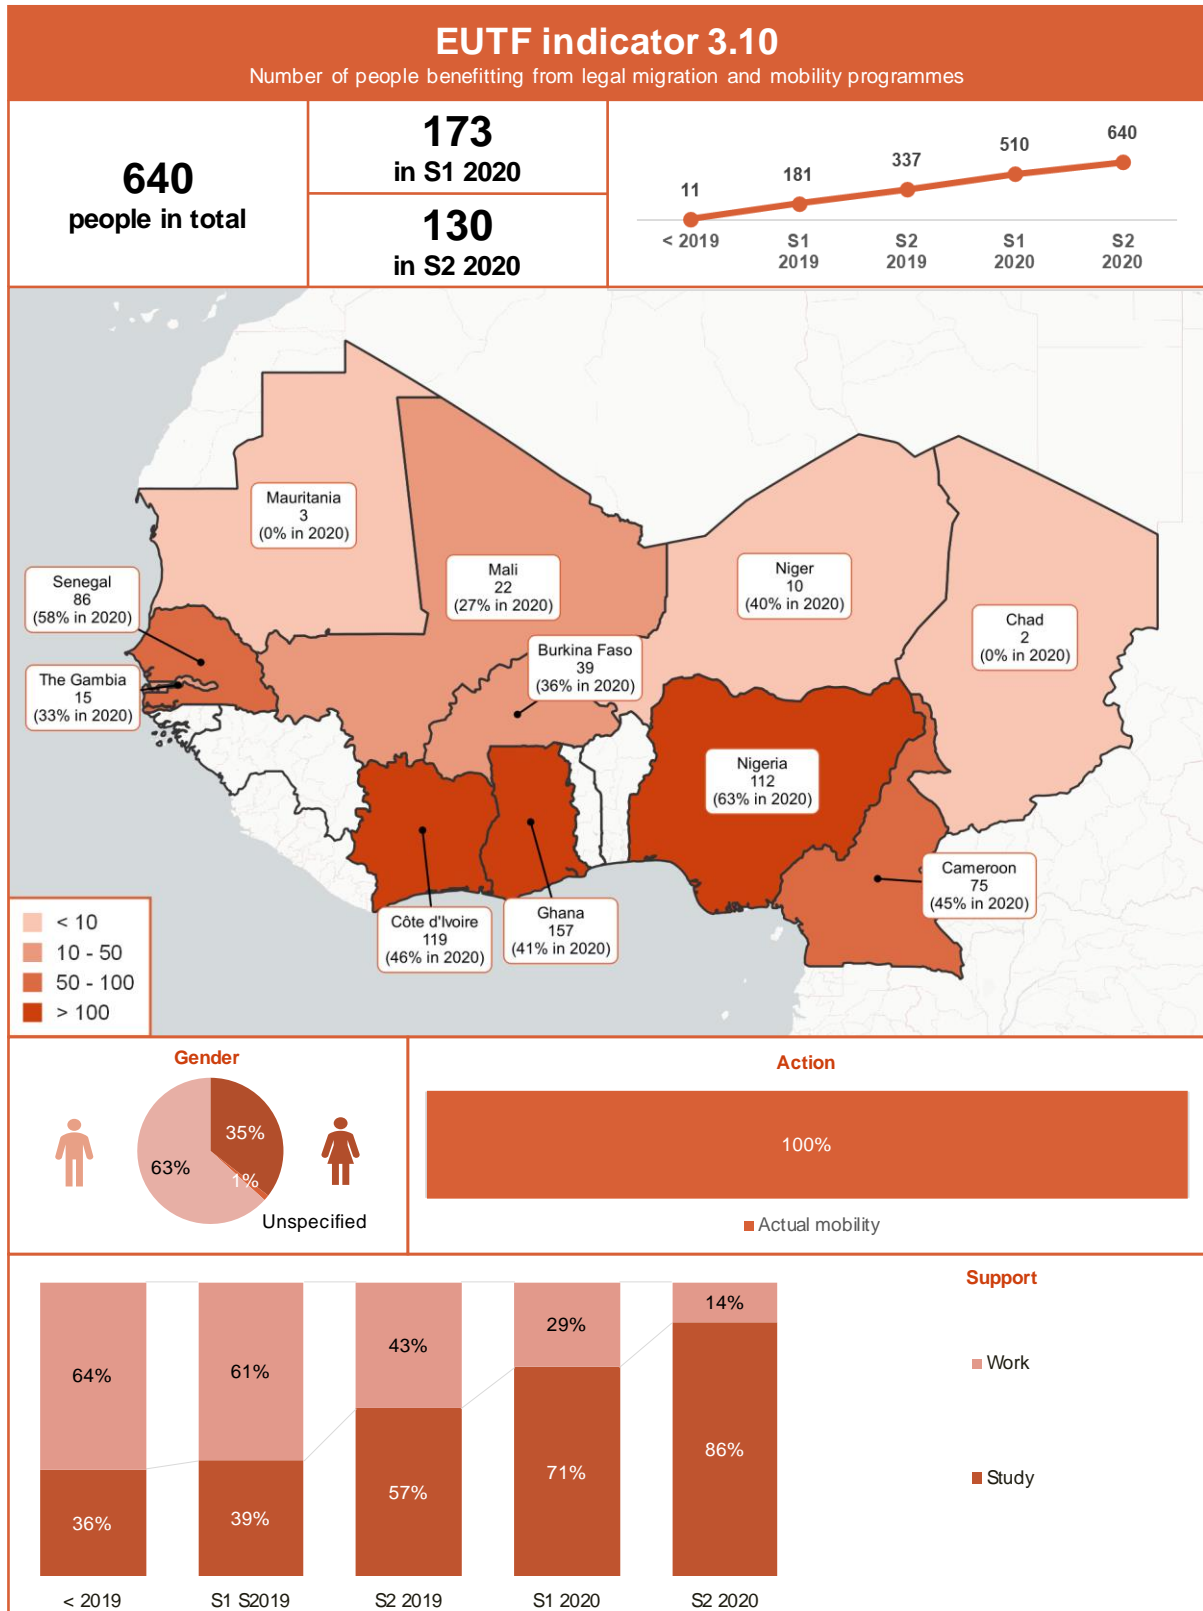 EUTF indicator 3.10
Number of people benefitting from legal migration and mobility programmes
640
people in total
173
in S1 2020
130
in S2 2020
11
181
337
510
640
< 2019
S1
2019
S2
2019
S1
2020
S2
2020
Mauritania
3
(0% in 2020)
Mali
22
(27% in 2020)
Niger
10
(40% in 2020)
Chad
2
(0% in 2020)
Senegal
86
(58% in 2020)
The Gambia
15
(33% in 2020)
Burkina Faso
39
(36% in 2020)
Nigeria
112
(63% in 2020)
Cameroon
75
(45% in 2020)
Côte d'Ivoire
119
(46% in 2020)
Ghana
157
(41% in 2020)
< 10
10 - 50
50 - 100
> 100
Gender
35%
63%
1%
Unspecified
Action
100%
Actual mobility
Support
Work
Study
64%
61%
43%
29%
14%
36%
39%
57%
71%
86%
< 2019
S1 S2019
S2 2019
S1 2020
S2 2020